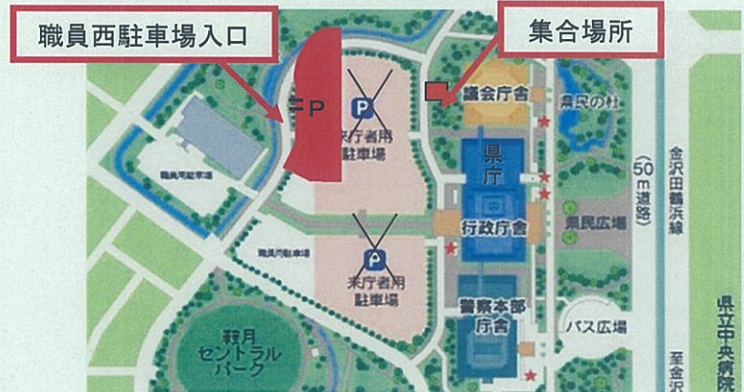 職員西駐車場入口
集合場所
P
P
来庁者用
駐車場
議会庁舎
県民の杜
県庁
職員用駐車場
行政庁舎
県民広場
(50m道路)
金沢田鶴浜線
職員用駐車場
P
来庁者用
駐車場
警察本部
庁舎
バス広場
鞍月
セントラル
パーク
県立中央病院
至金沢